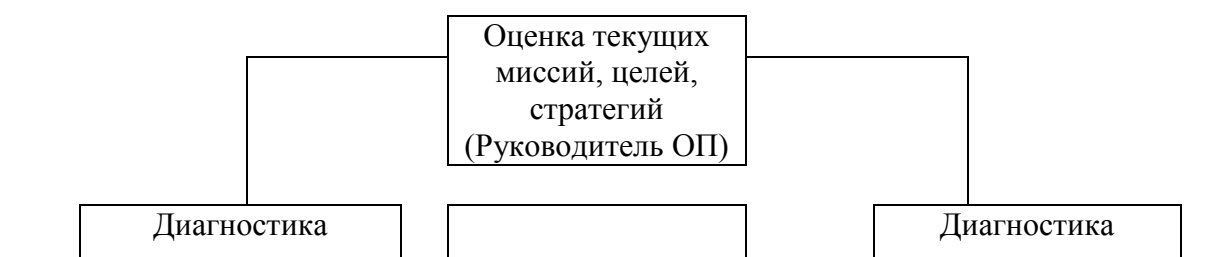 Оценка текущих
миссий, целей,
стратегий
(Руководитель ОП)
Диагностика
Диагностика